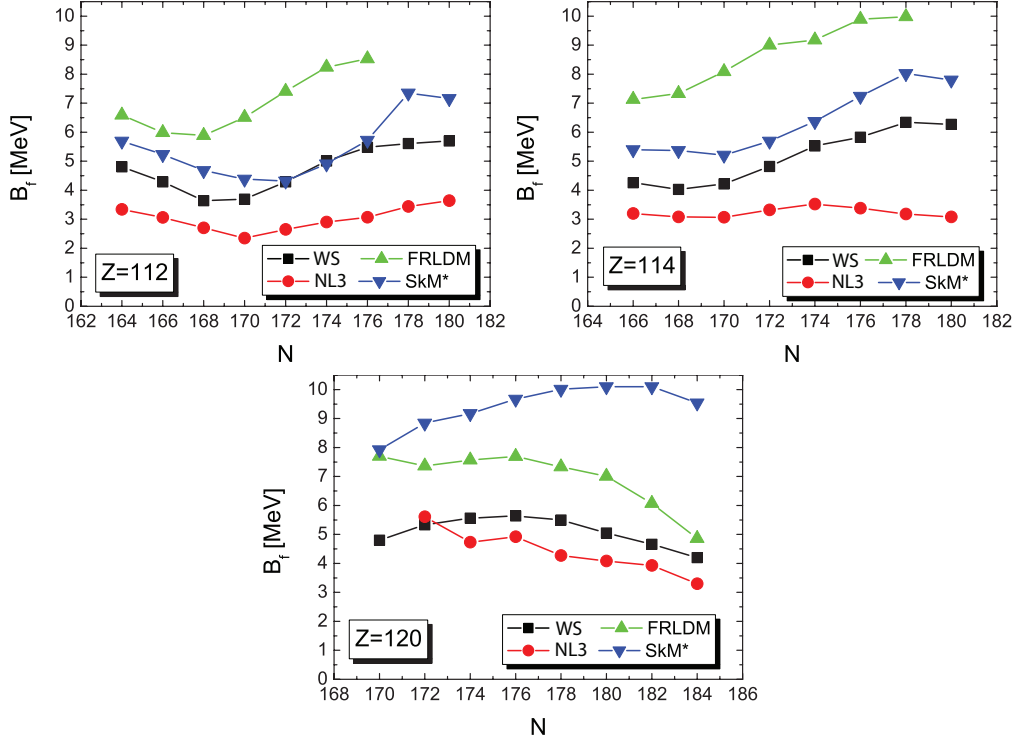 10
9
8
7
6
5
4
3
2
1
0
B_f [MeV]
Z=112
WS FRLDM
NL3 SkM*
162 164 166 168 170 172 174 176 178 180 182
N
10
9
8
7
6
5
4
3
2
1
0
B_f [MeV]
Z=114
WS FRLDM
NL3 SkM*
164 166 168 170 172 174 176 178 180 182
N
10
9
8
7
6
5
4
3
2
1
0
B_f [MeV]
Z=120
WS FRLDM
NL3 SkM*
168 170 172 174 176 178 180 182 184 186
N